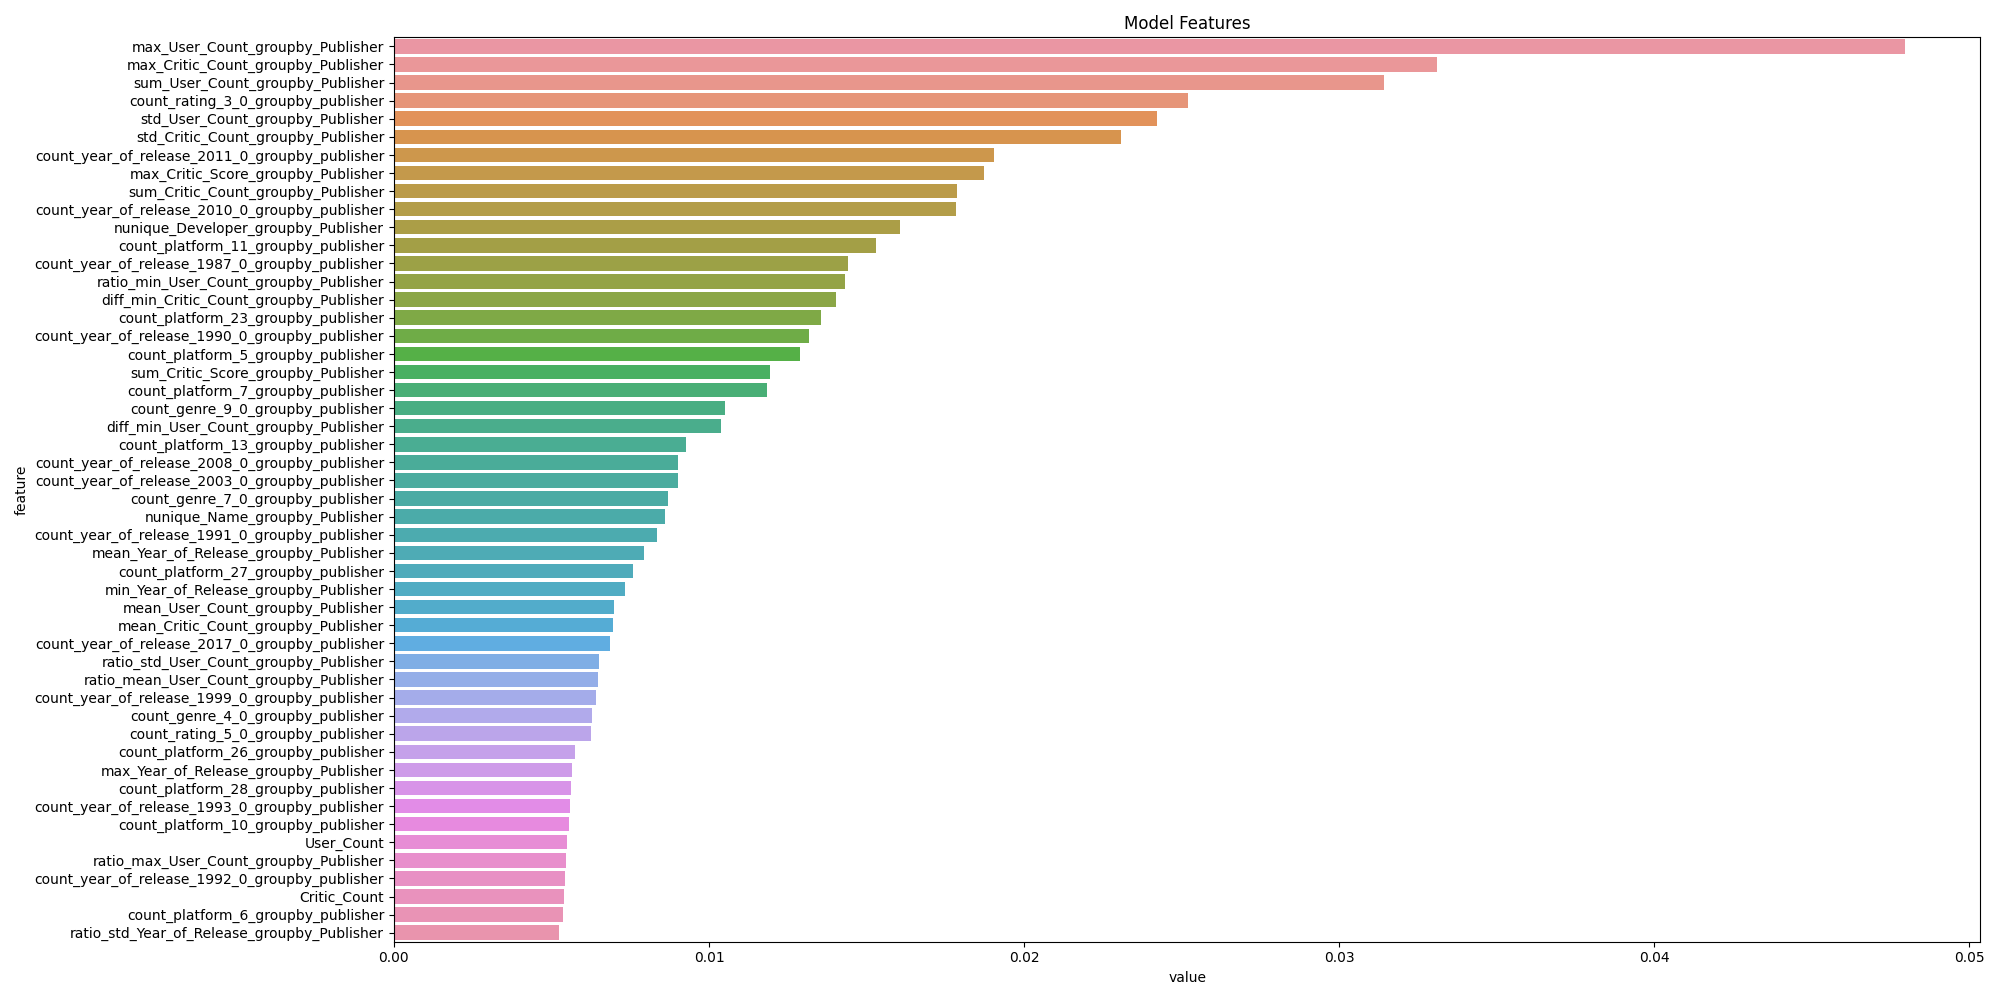 Model Features
max_User_Count_groupby_Publisher
max_Critic_Count_groupby_Publisher
sum_User_Count_groupby_Publisher
count_rating_3_0_groupby_publisher
std_User_Count_groupby_Publisher
std_Critic_Count_groupby_Publisher
count_year_of_release_2011_0_groupby_publisher
max_Critic_Score_groupby_Publisher
sum_Critic_Count_groupby_Publisher
count_year_of_release_2010_0_groupby_publisher
nunique_Developer_groupby_Publisher
count_platform_11_groupby_publisher
count_year_of_release_1987_0_groupby_publisher
ratio_min_User_Count_groupby_Publisher
diff_min_Critic_Count_groupby_Publisher
count_platform_23_groupby_publisher
count_year_of_release_1990_0_groupby_publisher
count_platform_5_groupby_publisher
sum_Critic_Score_groupby_Publisher
count_platform_7_groupby_publisher
count_genre_9_0_groupby_publisher
diff_min_User_Count_groupby_Publisher
count_platform_13_groupby_publisher
count_year_of_release_2008_0_groupby_publisher
count_year_of_release_2003_0_groupby_publisher
count_genre_7_0_groupby_publisher
nunique_Name_groupby_Publisher
count_year_of_release_1991_0_groupby_publisher
mean_Year_of_Release_groupby_Publisher
count_platform_27_groupby_publisher
min_Year_of_Release_groupby_Publisher
mean_User_Count_groupby_Publisher
mean_Critic_Count_groupby_Publisher
count_year_of_release_2017_0_groupby_publisher
ratio_std_User_Count_groupby_Publisher
ratio_mean_User_Count_groupby_Publisher
count_year_of_release_1999_0_groupby_publisher
count_genre_4_0_groupby_publisher
count_rating_5_0_groupby_publisher
count_platform_26_groupby_publisher
max_Year_of_Release_groupby_Publisher
count_platform_28_groupby_publisher
count_year_of_release_1993_0_groupby_publisher
count_platform_10_groupby_publisher
User_Count
ratio_max_User_Count_groupby_Publisher
count_year_of_release_1992_0_groupby_publisher
Critic_Count
count_platform_6_groupby_publisher
ratio_std_Year_of_Release_groupby_Publisher
feature
0.00 0.01 0.02 0.03 0.04 0.05
value